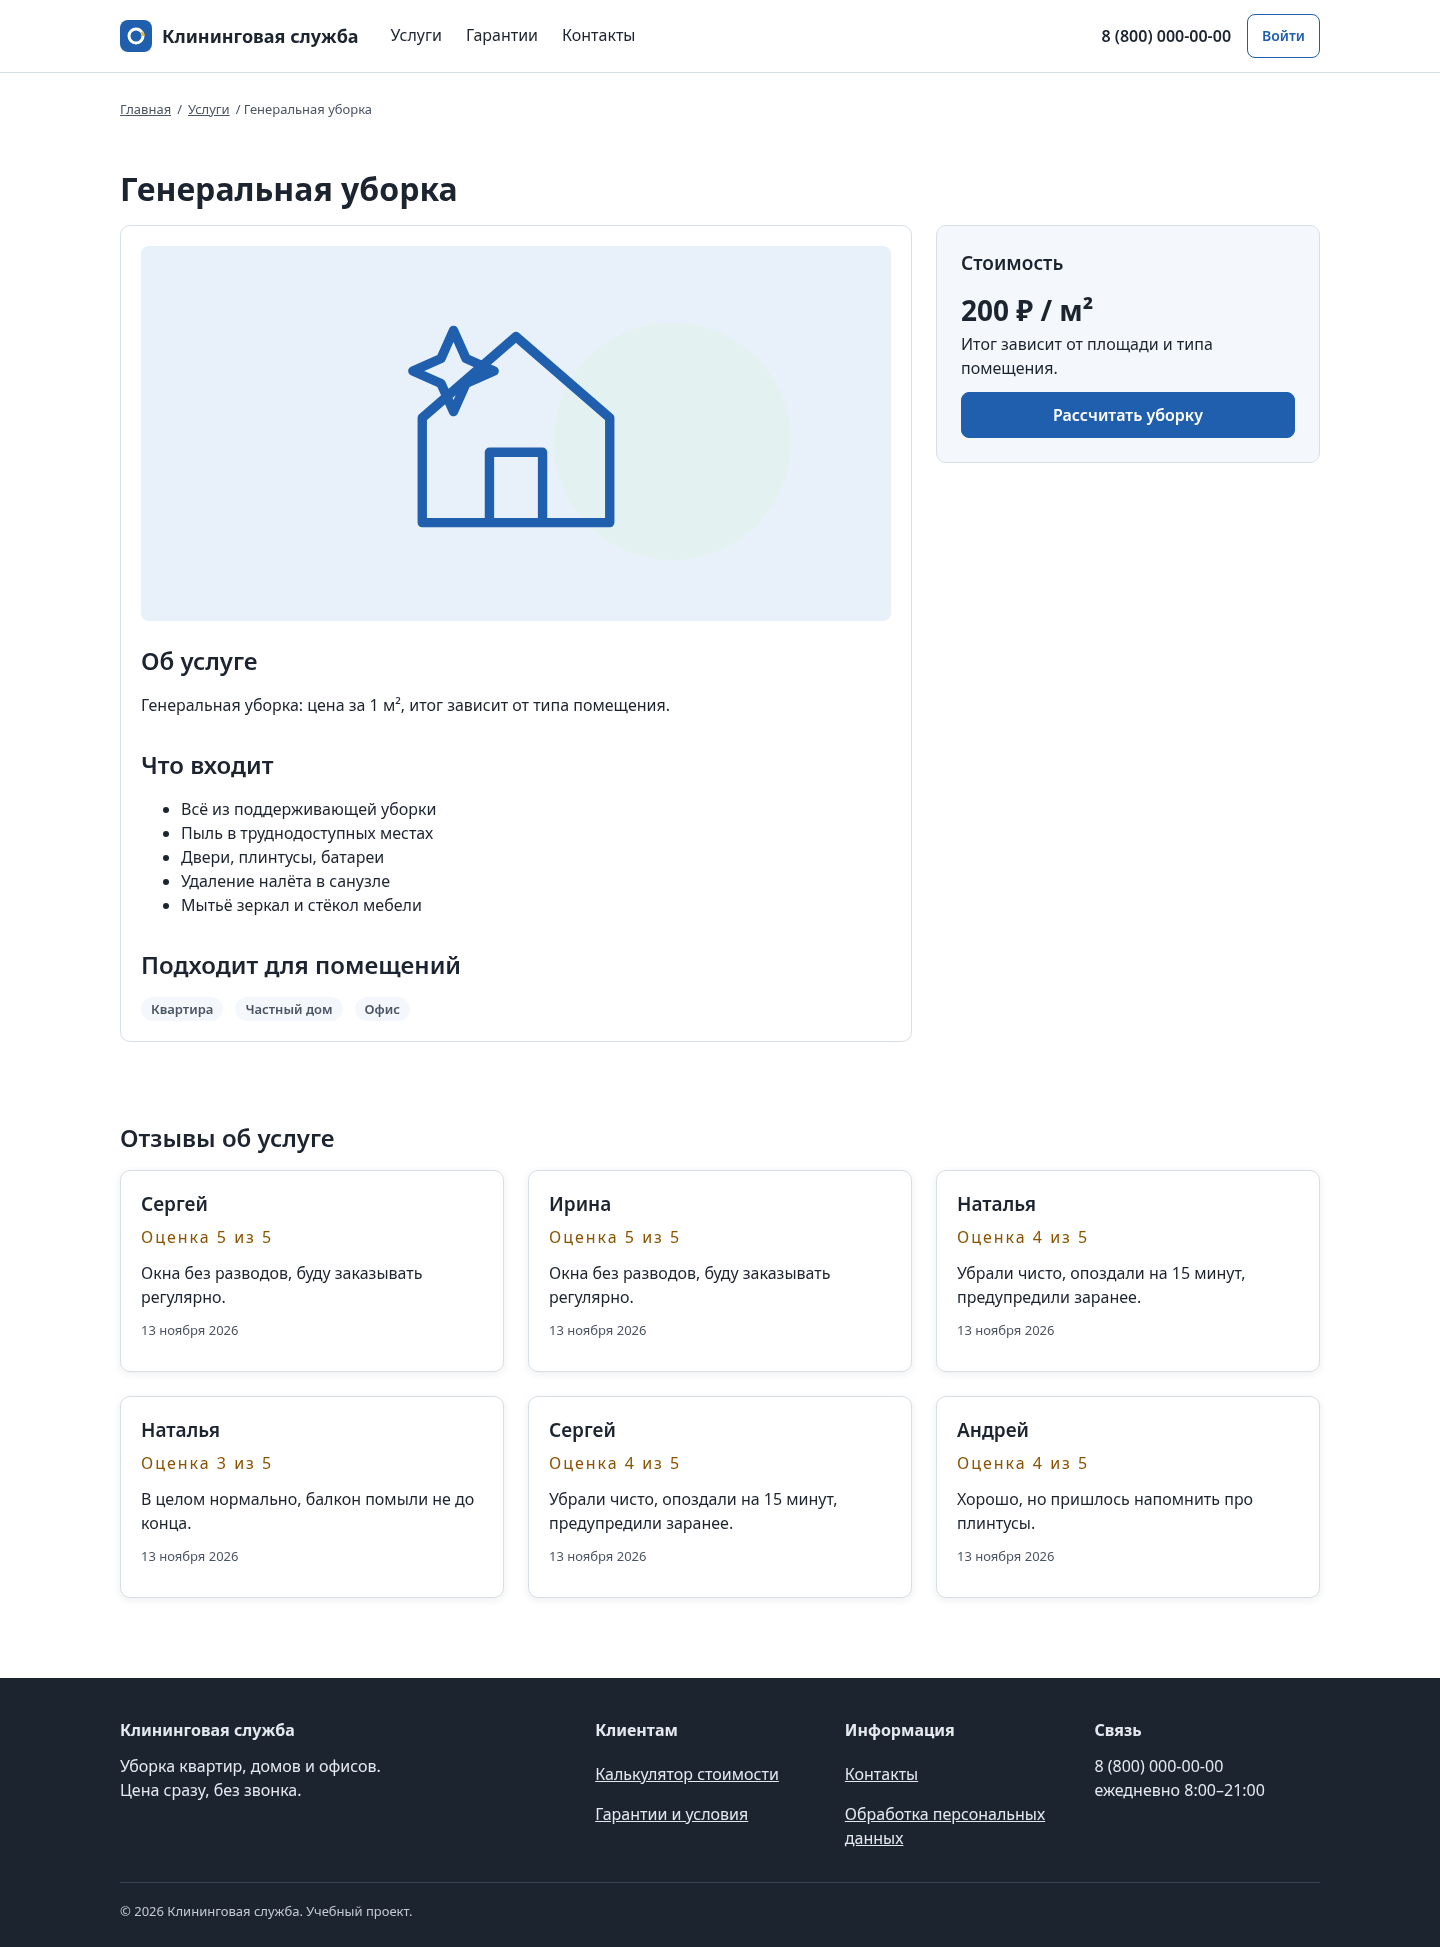 Клининговая служба
Услуги
Гарантии
Контакты
8 (800) 000-00-00
Войти
Главная / Услуги / Генеральная уборка
Генеральная уборка
Стоимость
200 ₽ / м²
Итог зависит от площади и типа
помещения.
Рассчитать уборку
Об услуге
Генеральная уборка: цена за 1 м², итог зависит от типа помещения.
Что входит
Всё из поддерживающей уборки
Пыль в труднодоступных местах
Двери, плинтусы, батареи
Удаление налёта в санузле
Мытьё зеркал и стёкол мебели
Подходит для помещений
Квартира
Частный дом
Офис
Отзывы об услуге
Сергей
Оценка 5 из 5
Окна без разводов, буду заказывать
регулярно.
13 ноября 2026
Ирина
Оценка 5 из 5
Окна без разводов, буду заказывать
регулярно.
13 ноября 2026
Наталья
Оценка 4 из 5
Убрали чисто, опоздали на 15 минут,
предупредили заранее.
13 ноября 2026
Наталья
Оценка 3 из 5
В целом нормально, балкон помыли не до
конца.
13 ноября 2026
Сергей
Оценка 4 из 5
Убрали чисто, опоздали на 15 минут,
предупредили заранее.
13 ноября 2026
Андрей
Оценка 4 из 5
Хорошо, но пришлось напомнить про
плинтусы.
13 ноября 2026
Клининговая служба
Уборка квартир, домов и офисов.
Цена сразу, без звонка.
Клиентам
Калькулятор стоимости
Гарантии и условия
Информация
Контакты
Обработка персональных
данных
Связь
8 (800) 000-00-00
ежедневно 8:00–21:00
© 2026 Клининговая служба. Учебный проект.